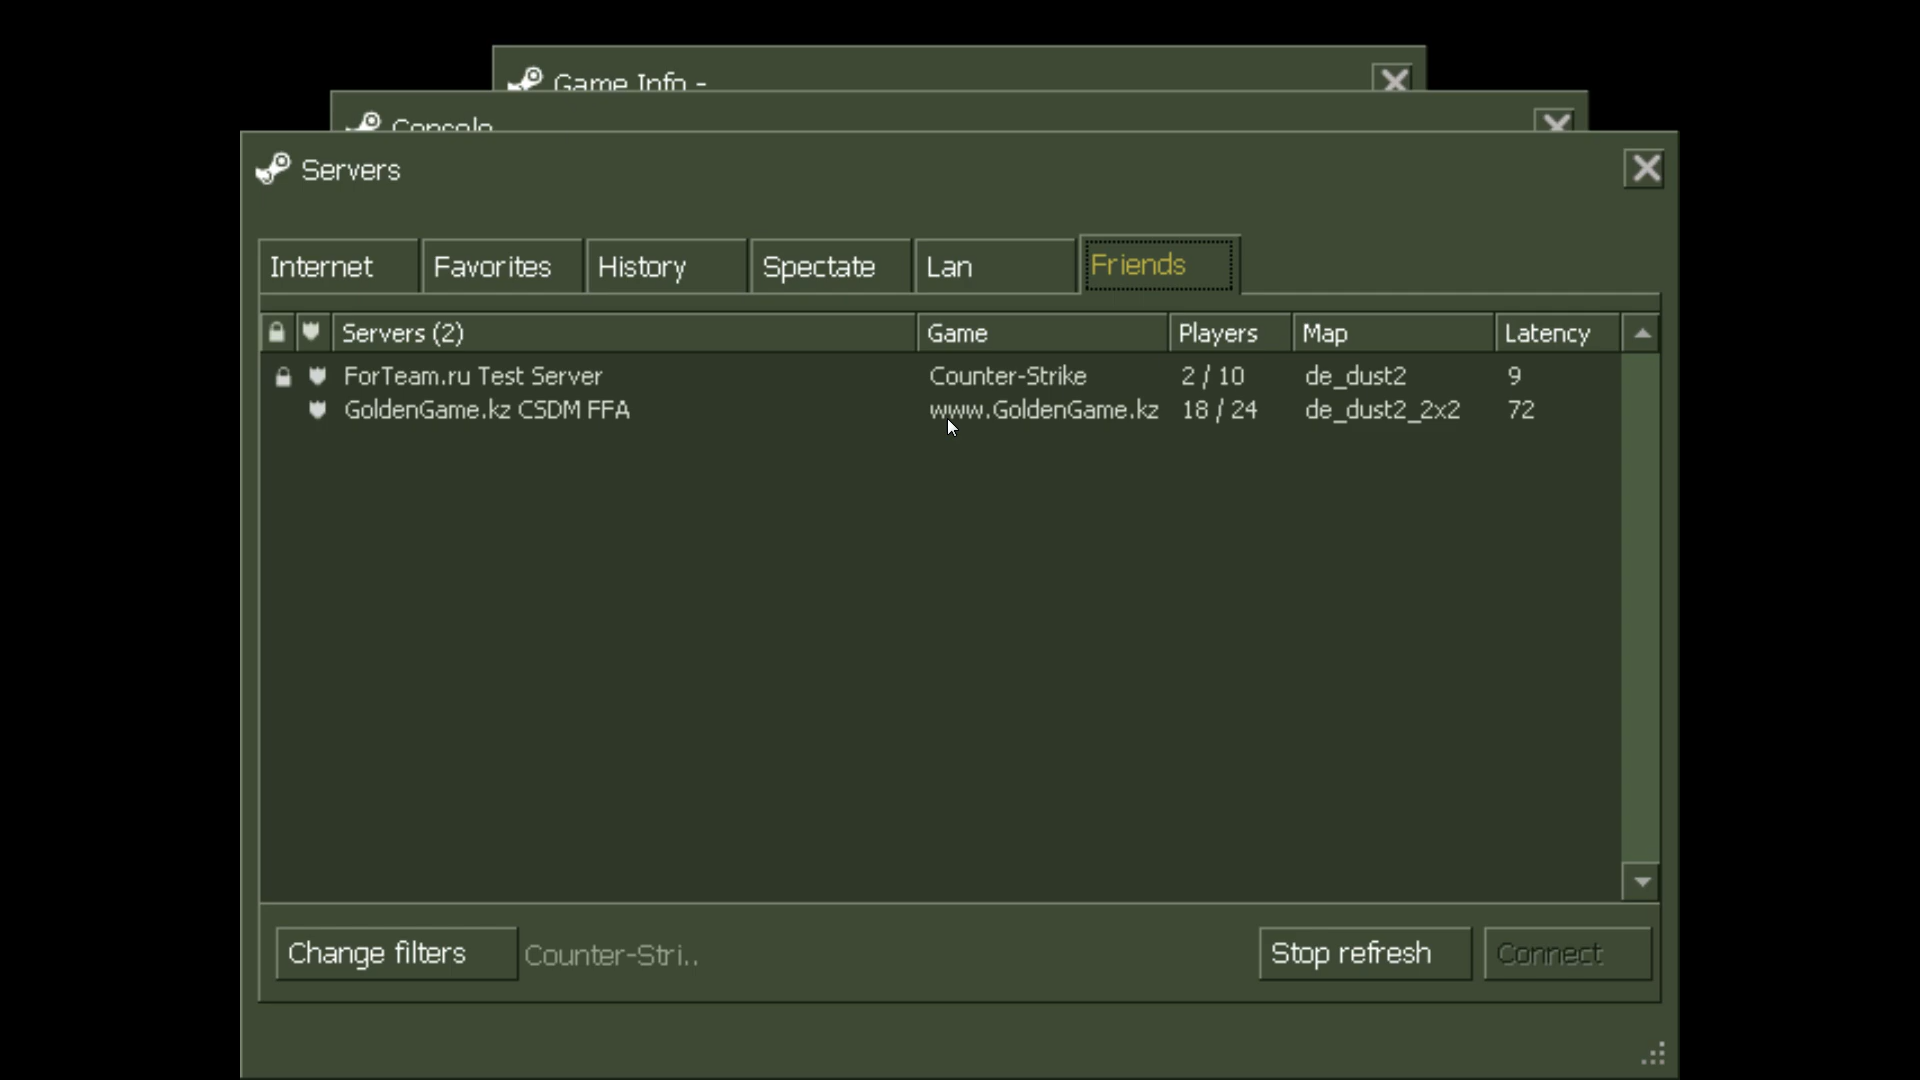 Game Info -
Console
Servers
Internet Favorites History Spectate Lan Friends
Servers (2) Game Players Map Latency
ForTeam.ru Test Server Counter-Strike 2 / 10 de_dust2 9
GoldenGame.kz CSDM FFA www.GoldenGame.kz 18 / 24 de_dust2_2x2 72
Change filters Counter-Stri.. Stop refresh Connect